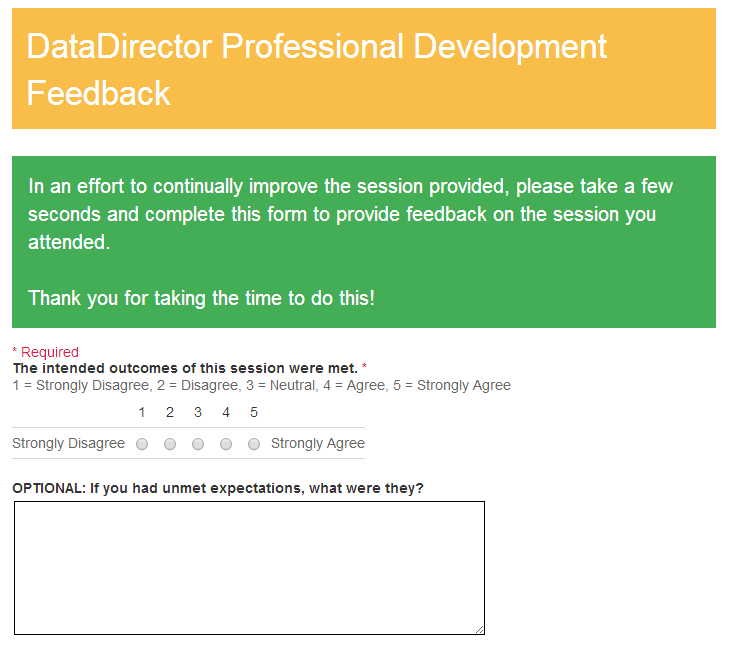 DataDirector Professional Development
Feedback
In an effort to continually improve the session provided, please take a few
seconds and complete this form to provide feedback on the session you
attended.
Thank you for taking the time to do this!
* Required
The intended outcomes of this session were met. *
1 = Strongly Disagree, 2 = Disagree, 3 = Neutral, 4 = Agree, 5 = Strongly Agree
1 2 3 4 5
Strongly Disagree Strongly Agree
OPTIONAL: If you had unmet expectations, what were they?